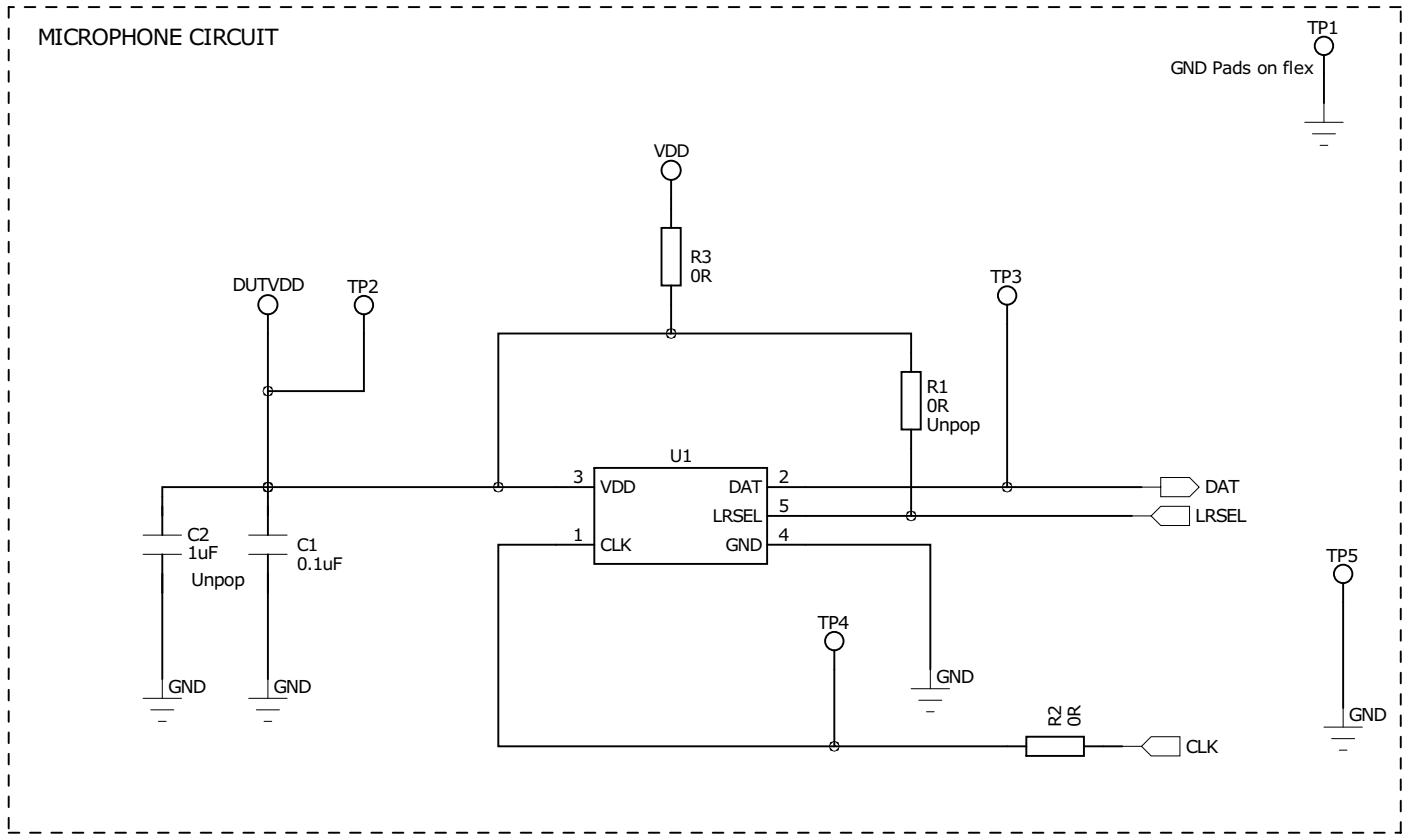 MICROPHONE CIRCUIT
TP1
GND Pads on flex
VDD
R3
0R
DUTVDD
TP2
TP3
R1
0R
Unpop
U1
3
VDD
DAT
2
DAT
LRSEL
5
LRSEL
1
CLK
GND
4
C2
1uF
Unpop
C1
0.1uF
TP5
TP4
GND
GND
GND
GND
R2
0R
CLK